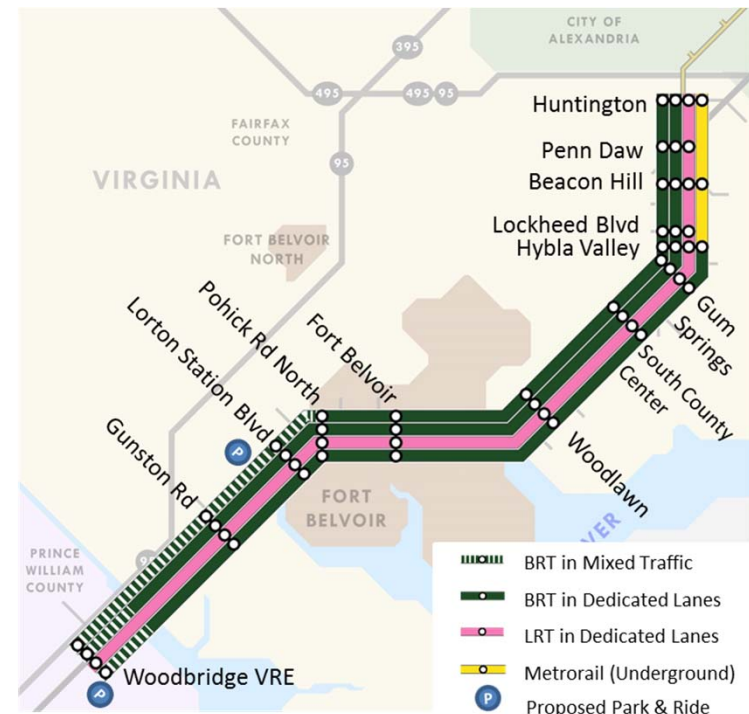 CITY OF
ALEXANDRIA
395
495
495 95
Huntington
FAIRFAX
COUNTY
Penn Daw
95
VIRGINIA
Beacon Hill
Lockheed Blvd
FORT BELVOIR
NORTH
Hybla Valley
Gum
Springs
Pohick Rd North
Fort Belvoir
Lorton Station Blvd
South County
Center
Gunston Rd
Woodlawn
P
FORT
BELVOIR
PRINCE
WILLIAM
COUNTY
Woodbridge VRE
P
BRT in Mixed Traffic
BRT in Dedicated Lanes
LRT in Dedicated Lanes
Metrorail (Underground)
P Proposed Park & Ride